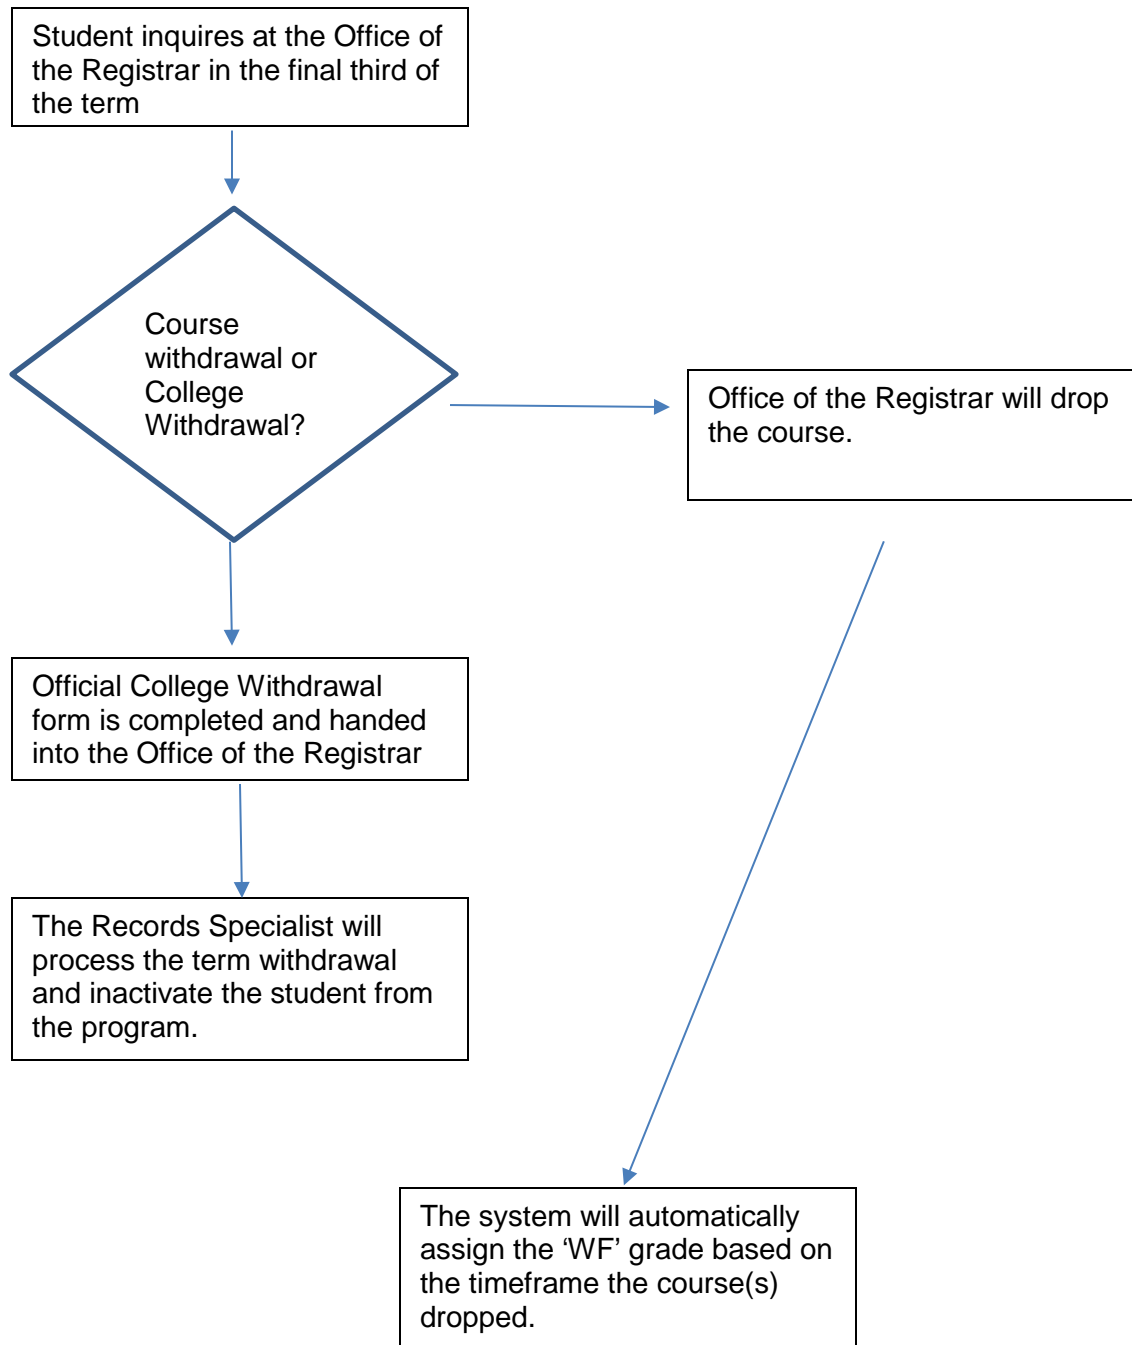 Student inquires at the Office of
the Registrar in the final third of
the term
Course
withdrawal or
College
Withdrawal?
Office of the Registrar will drop
the course.
Official College Withdrawal
form is completed and handed
into the Office of the Registrar
The Records Specialist will
process the term withdrawal
and inactivate the student from
the program.
The system will automatically
assign the ‘WF’ grade based on
the timeframe the course(s)
dropped.